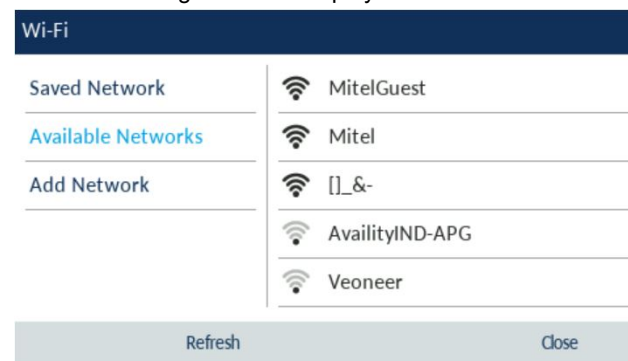 Wi-Fi
Saved Network
Available Networks
Add Network
MitelGuest
Mitel
[]_&-
AvailityIND-APG
Veoneer
Refresh
Close